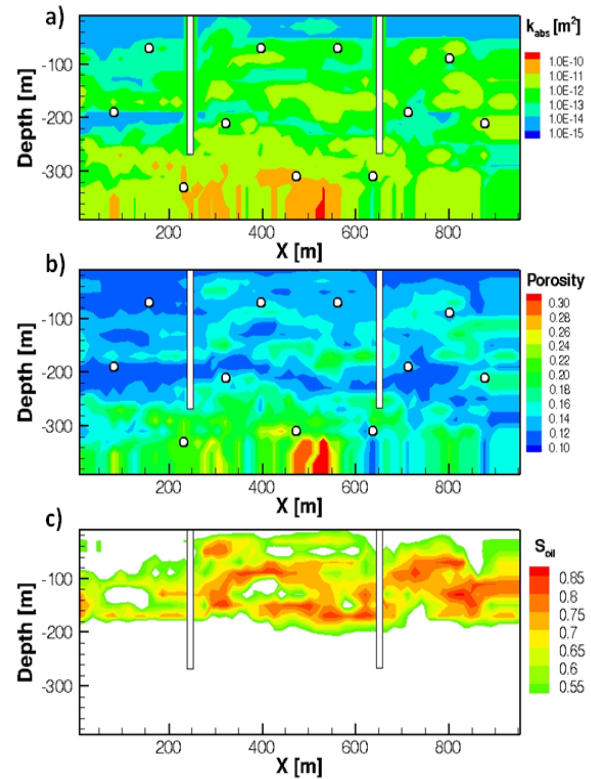 a)
k_abs [m²]
1.0E-10
1.0E-11
1.0E-12
1.0E-13
1.0E-14
1.0E-15
Depth [m]
-100
-200
-300
200 400 600 800
X [m]
b)
Porosity
0.30
0.28
0.26
0.24
0.22
0.20
0.18
0.16
0.14
0.12
0.10
Depth [m]
-100
-200
-300
200 400 600 800
X [m]
c)
S_oil
0.85
0.8
0.75
0.7
0.65
0.6
0.55
Depth [m]
-100
-200
-300
200 400 600 800
X [m]